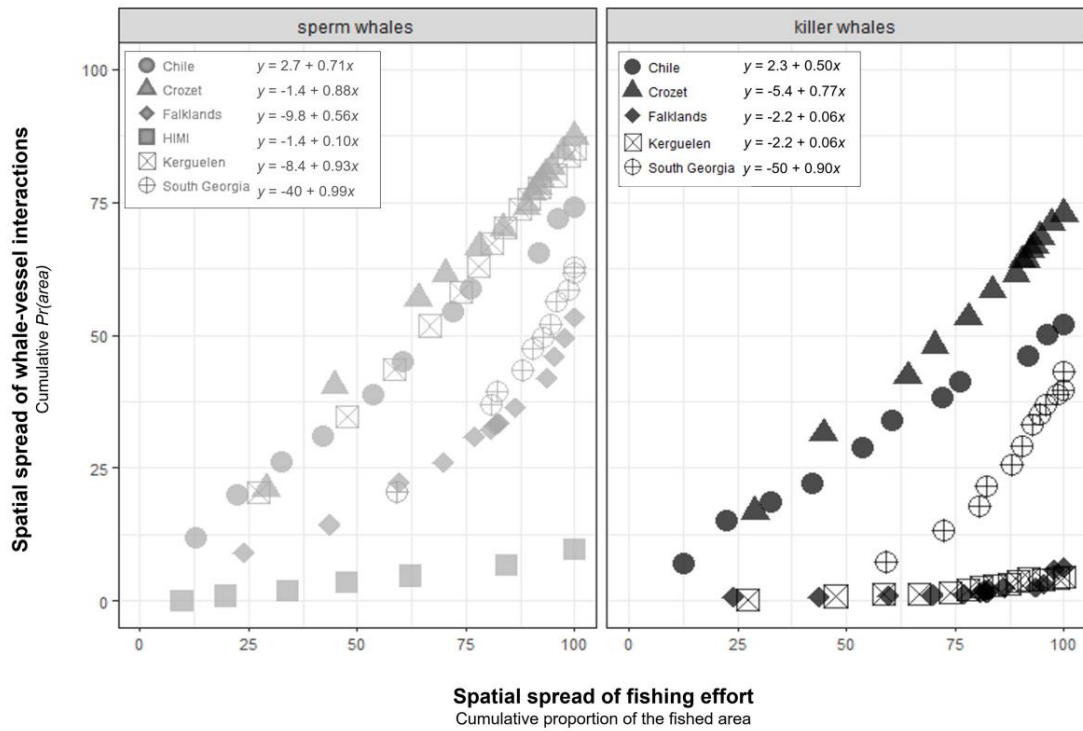 sperm whales
killer whales
Chile y = 2.7 + 0.71x
Crozet y = -1.4 + 0.88x
Falklands y = -9.8 + 0.56x
HIMI y = -1.4 + 0.10x
Kerguelen y = -8.4 + 0.93x
South Georgia y = -40 + 0.99x
Chile y = 2.3 + 0.50x
Crozet y = -5.4 + 0.77x
Falklands y = -2.2 + 0.06x
Kerguelen y = -2.2 + 0.06x
South Georgia y = -50 + 0.90x
Spatial spread of whale-vessel interactions
Cumulative Pr(area)
100
75
50
25
0
0 25 50 75 100
0 25 50 75 100
Spatial spread of fishing effort
Cumulative proportion of the fished area